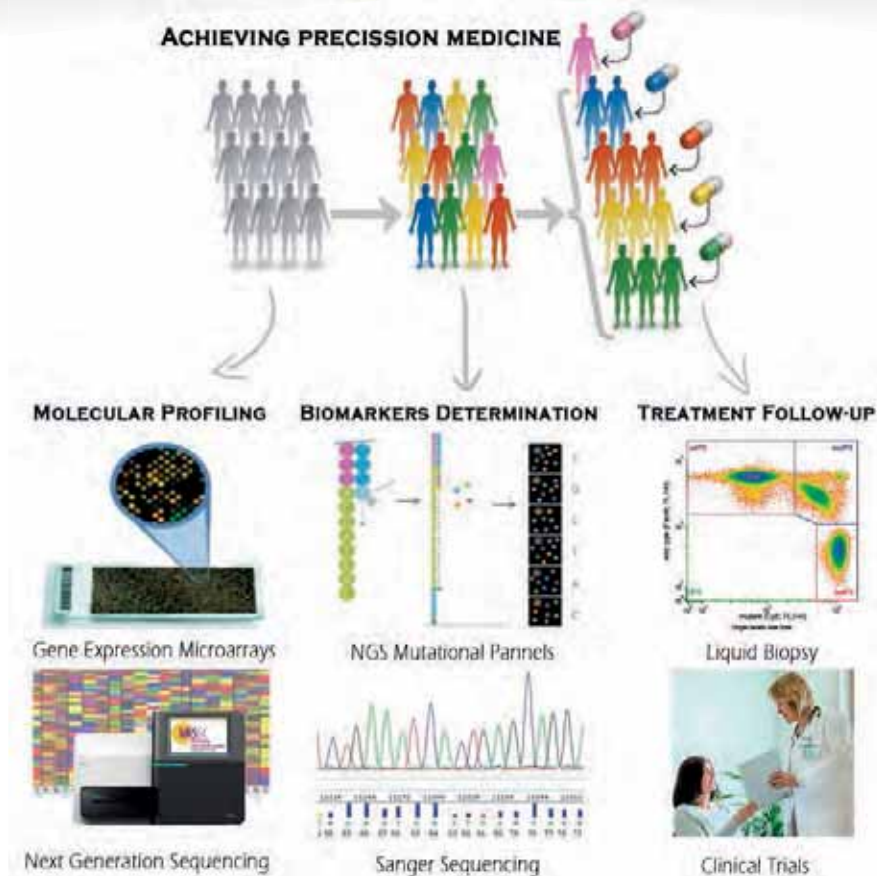 ACHIEVING PRECISSION MEDICINE
MOLECULAR PROFILING
BIOMARKERS DETERMINATION
TREATMENT FOLLOW-UP
Gene Expression Microarrays
NGS Mutational Pannels
Liquid Biopsy
Next Generation Sequencing
Sanger Sequencing
Clinical Trials